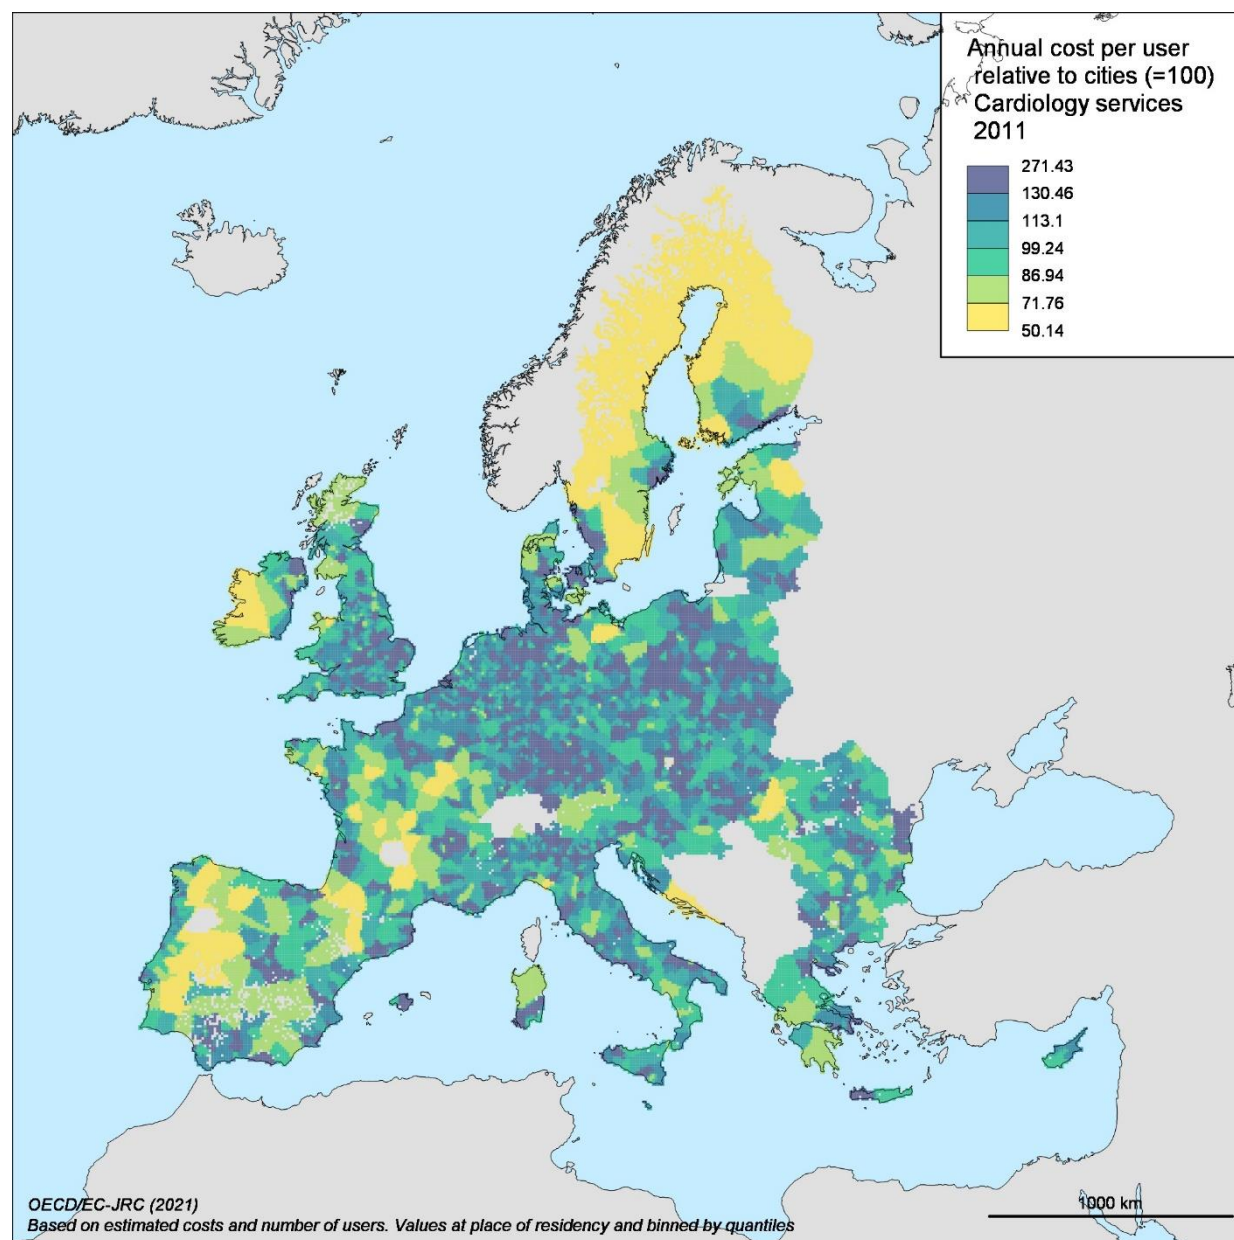 Annual cost per user
relative to cities (=100)
Cardiology services
2011
271.43
130.46
113.1
99.24
86.94
71.76
50.14
1000 km
OECD/EC-JRC (2021)
Based on estimated costs and number of users. Values at place of residency and binned by quantiles